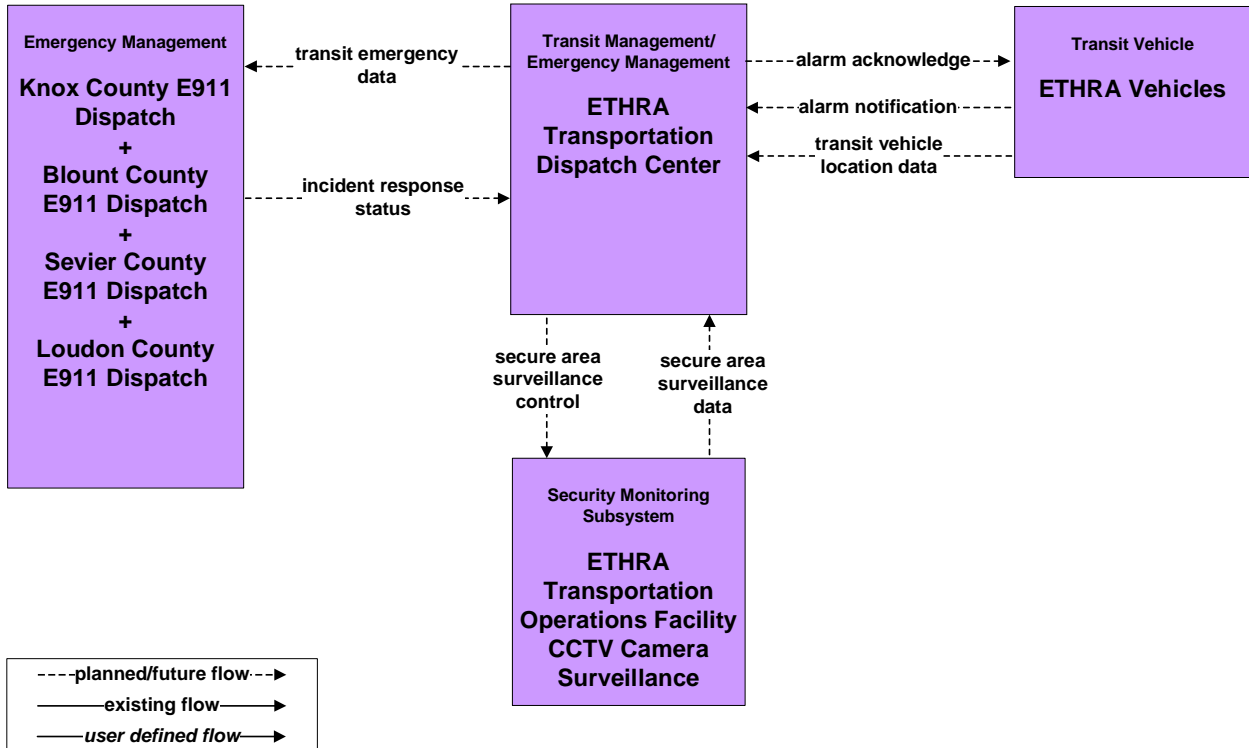 Emergency Management
Knox County E911
Dispatch
+
Blount County
E911 Dispatch
+
Sevier County
E911 Dispatch
+
Loudon County
E911 Dispatch
transit emergency
data
incident response
status
Transit Management/
Emergency Management
ETHRA
Transportation
Dispatch Center
alarm acknowledge
alarm notification
transit vehicle
location data
Transit Vehicle
ETHRA Vehicles
secure area
surveillance
control
secure area
surveillance
data
Security Monitoring
Subsystem
ETHRA
Transportation
Operations Facility
CCTV Camera
Surveillance
planned/future flow
existing flow
user defined flow